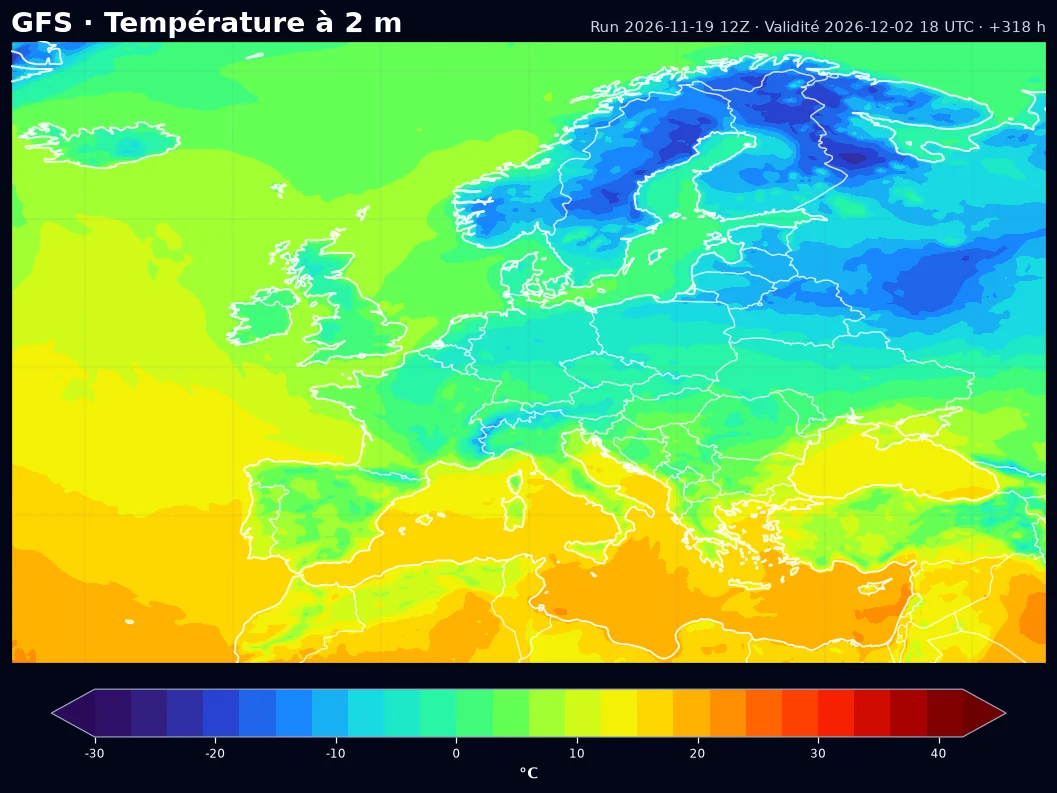 GFS · Température à 2 m
Run 2026-11-19 12Z · Validité 2026-12-02 18 UTC · +318 h
-30 -20 -10 0 10 20 30 40
°C